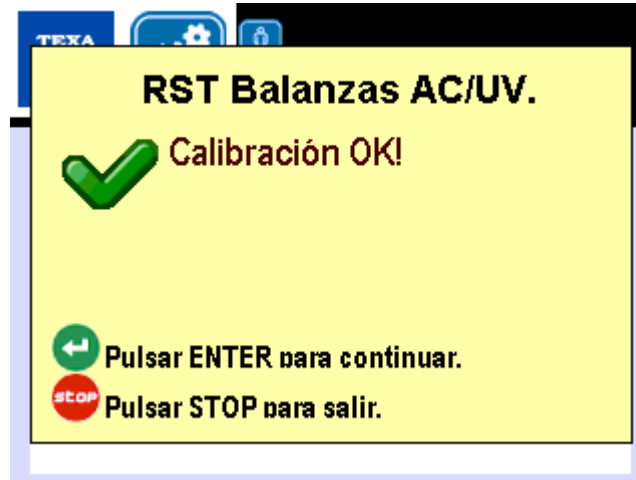 TEXA
RST Balanzas AC/UV.
Calibración OK!
Pulsar ENTER para continuar.
stop Pulsar STOP para salir.